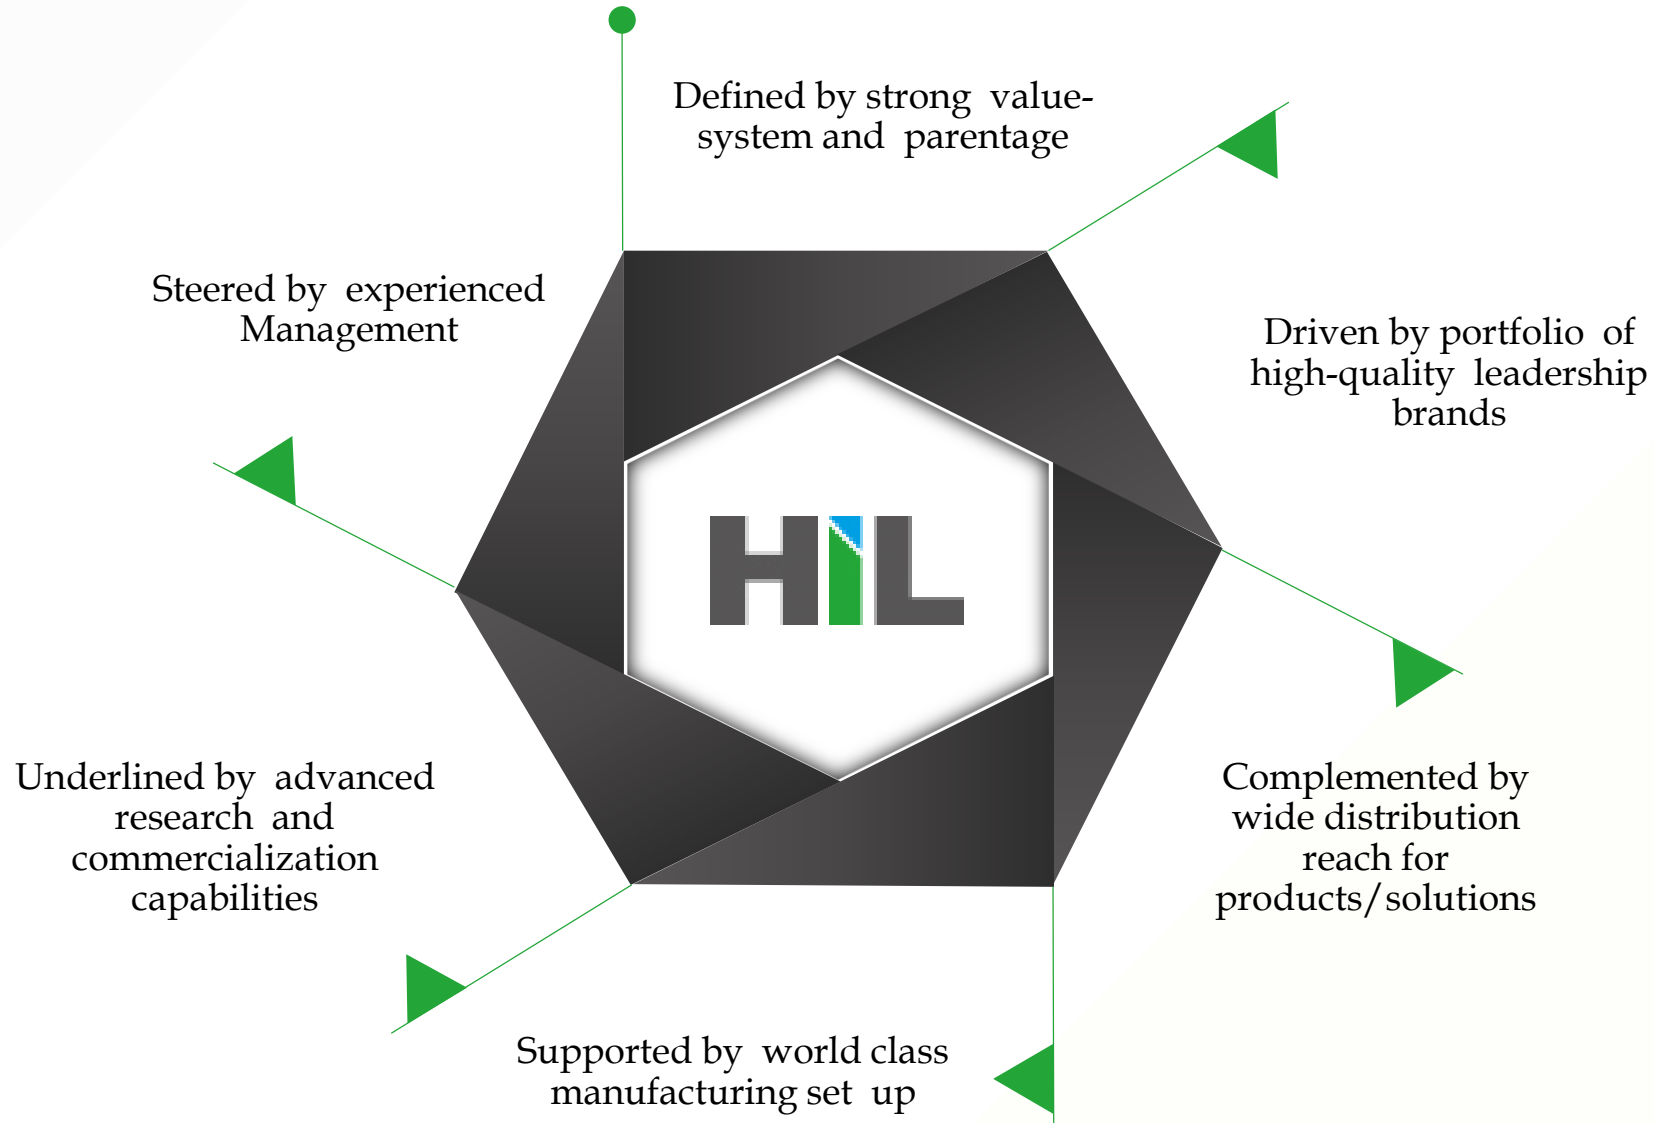 Defined by strong value-
system and parentage
Steered by experienced
Management
Driven by portfolio of
high-quality leadership
brands
HIL
Underlined by advanced
research and
commercialization
capabilities
Complemented by
wide distribution
reach for
products/solutions
Supported by world class
manufacturing set up